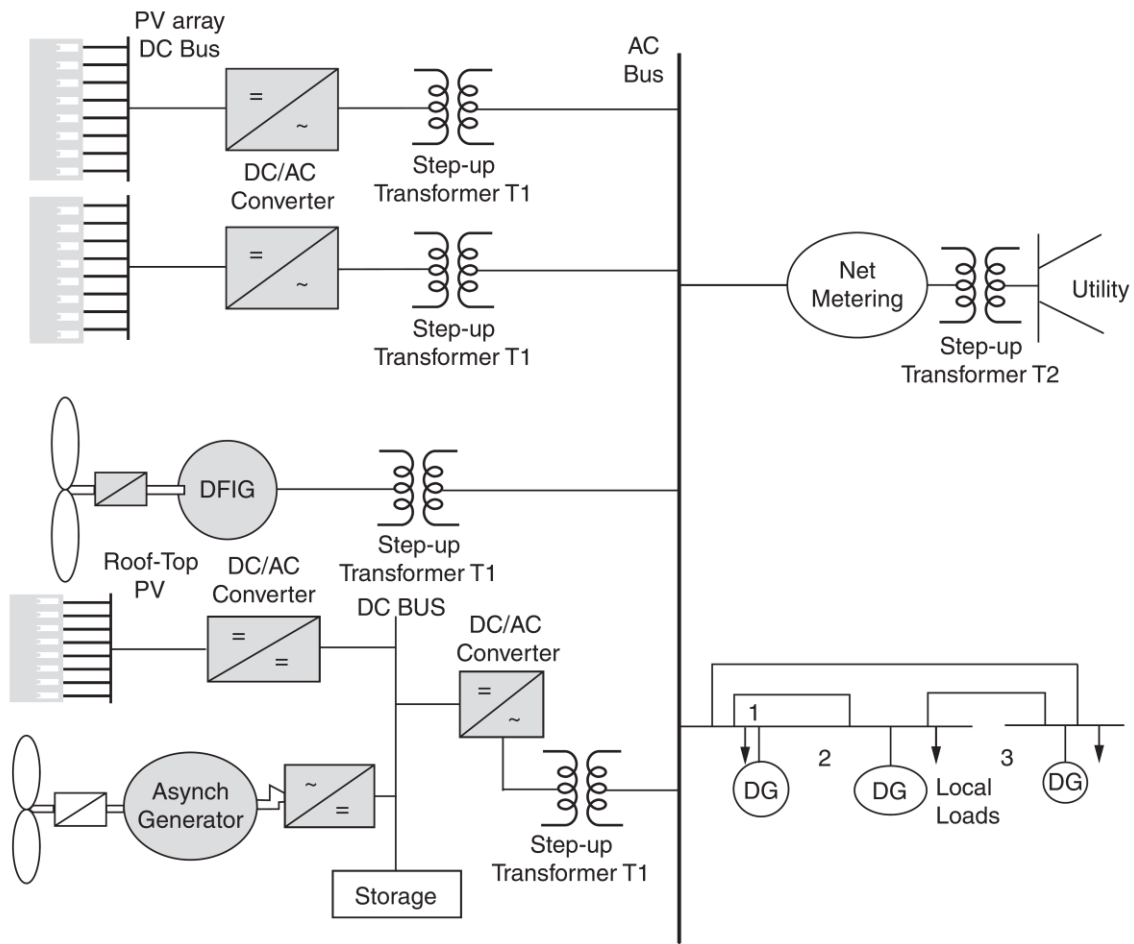 PV array
DC Bus
AC
Bus
=
~
Step-up
Transformer T1
DC/AC
Converter
=
~
Step-up
Transformer T1
Net
Metering
Utility
Step-up
Transformer T2
DFIG
Step-up
Transformer T1
Roof-Top
PV
DC/AC
Converter
DC BUS
=
=
DC/AC
Converter
=
~
Asynch
Generator
~
=
Step-up
Transformer T1
Storage
1
2
3
DG
DG
Local
Loads
DG